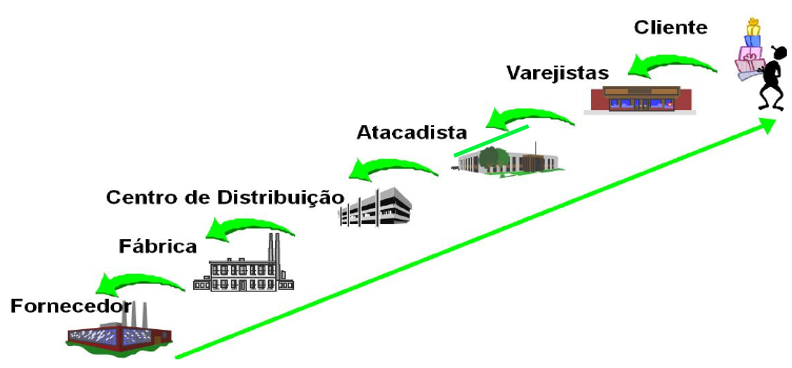 Cliente
Varejistas
Atacadista
Centro de Distribuição
Fábrica
Fornecedor